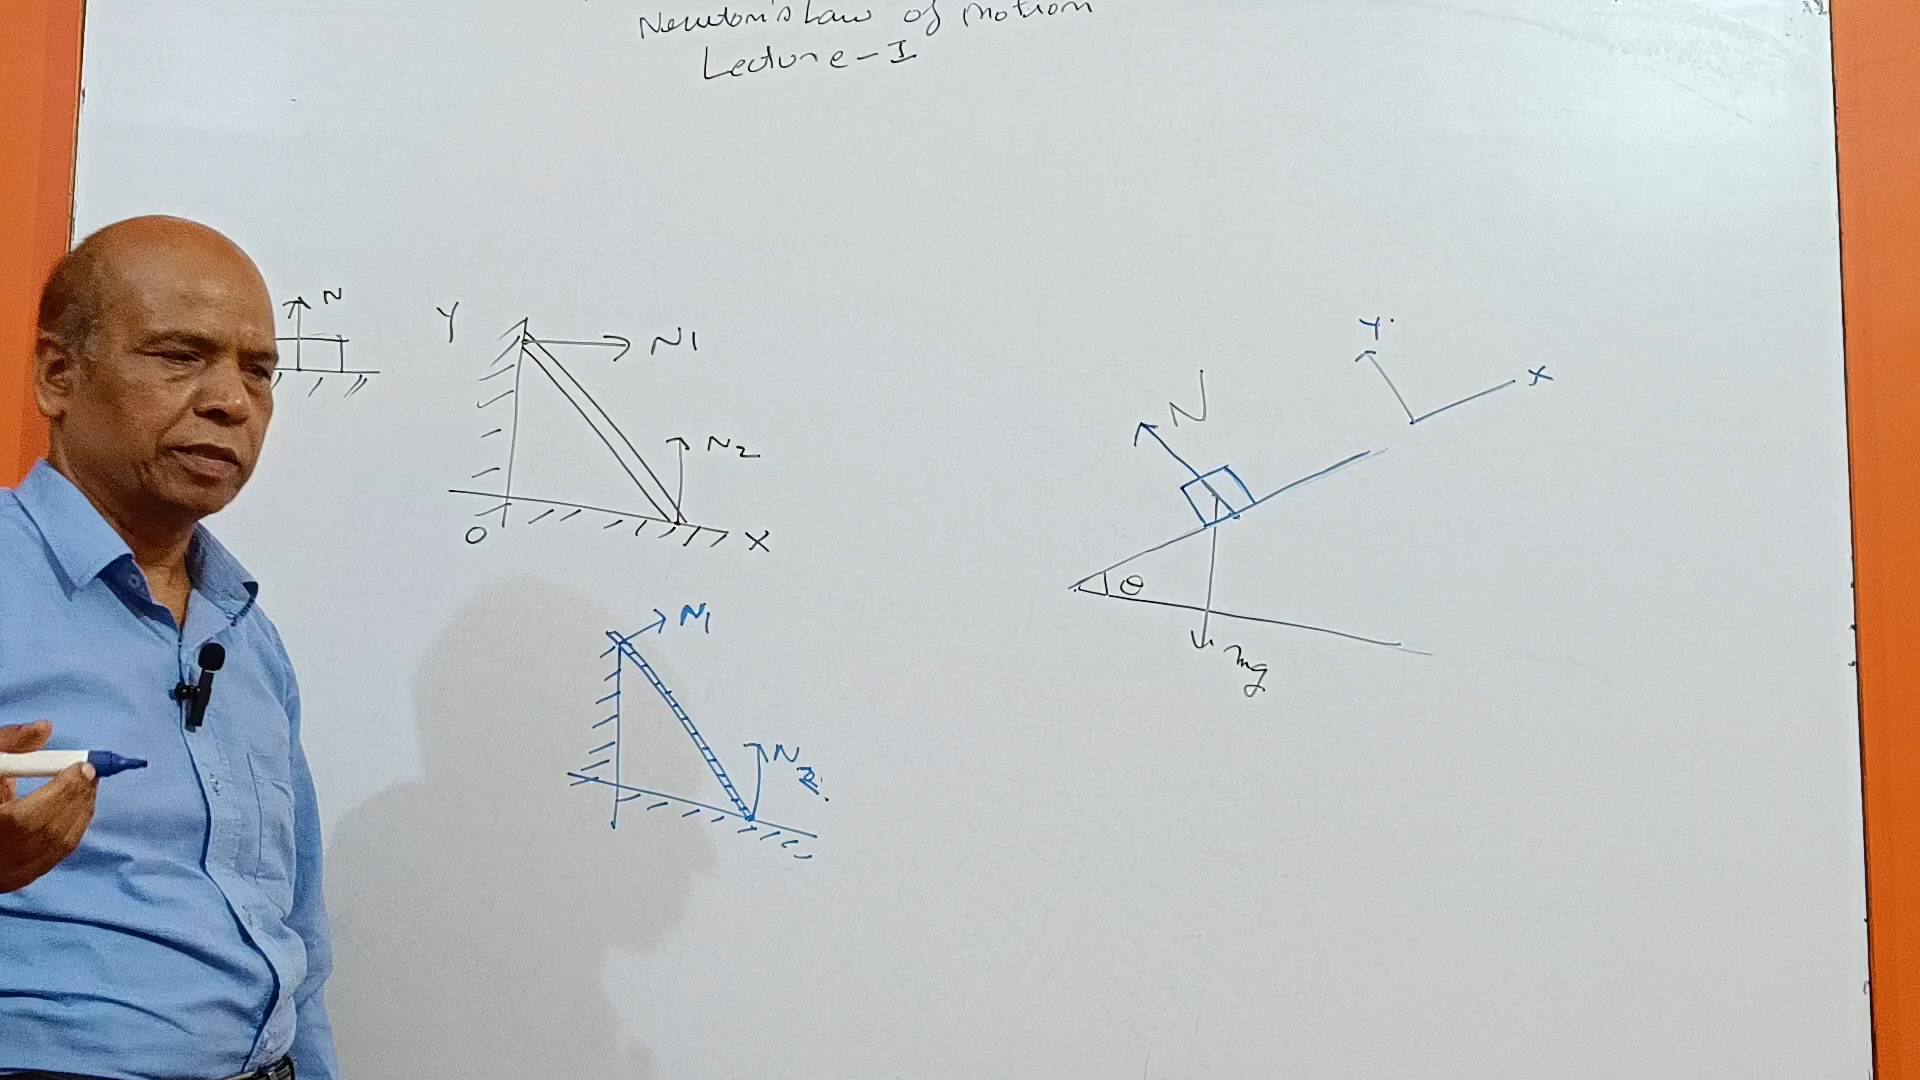 Newton's Law of motion
Lecture - I
N
Y
N1
N2
O
X
N1
N2
Y
X
N
θ
mg